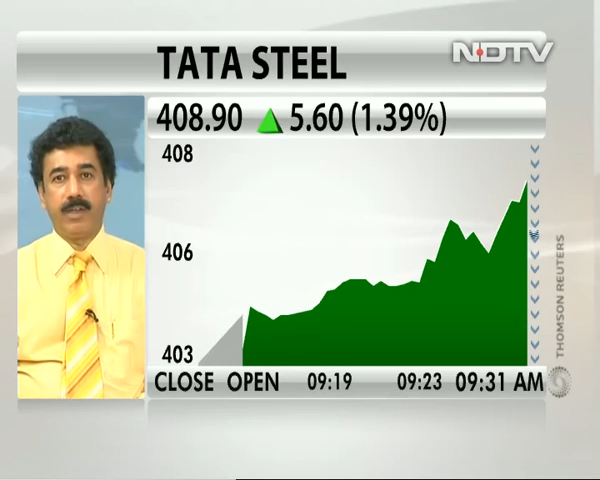 NDTV
TATA STEEL
408.90 ▲ 5.60 (1.39%)
408
406
403
CLOSE OPEN 09:19 09:23 09:31 AM
THOMSON REUTERS